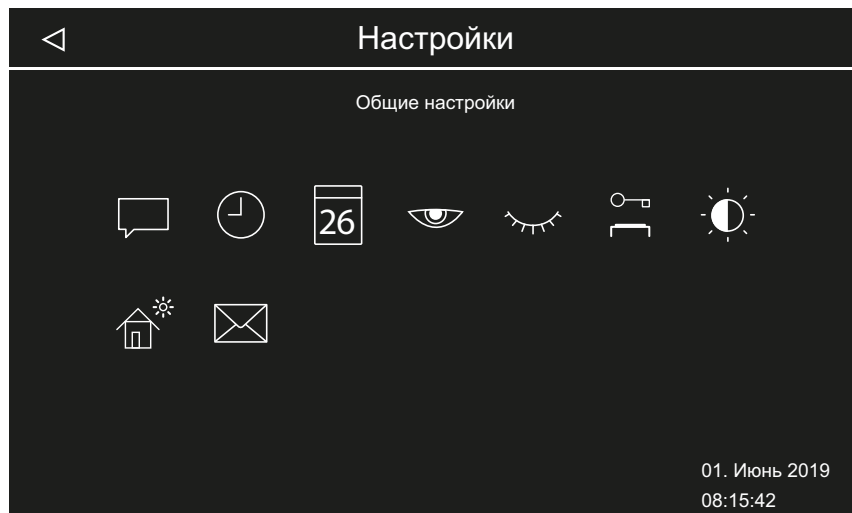 Настройки
Общие настройки
26
01. Июнь 2019
08:15:42